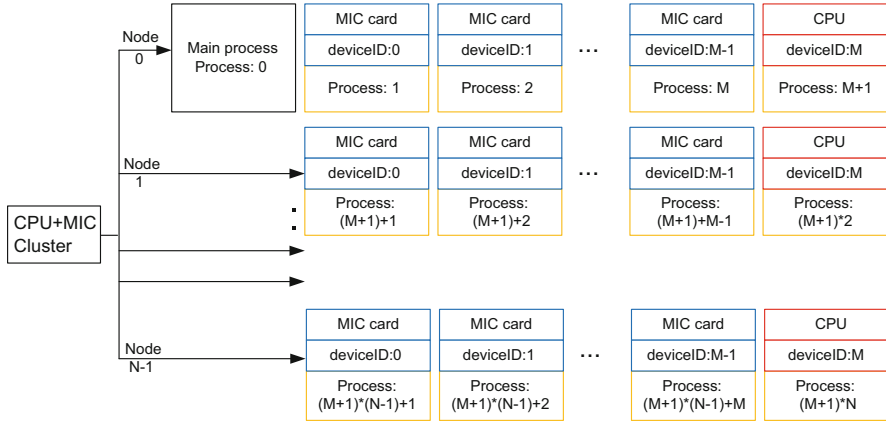 Node
0
Main process
Process: 0
MIC card
deviceID:0
Process: 1
MIC card
deviceID:1
Process: 2
...
MIC card
deviceID:M-1
Process: M
CPU
deviceID:M
Process: M+1
Node
1
MIC card
deviceID:0
Process:
(M+1)+1
MIC card
deviceID:1
Process:
(M+1)+2
...
MIC card
deviceID:M-1
Process:
(M+1)+M-1
CPU
deviceID:M
Process:
(M+1)*2
CPU+MIC
Cluster
Node
N-1
MIC card
deviceID:0
Process:
(M+1)*(N-1)+1
MIC card
deviceID:1
Process:
(M+1)*(N-1)+2
...
MIC card
deviceID:M-1
Process:
(M+1)*(N-1)+M
CPU
deviceID:M
Process:
(M+1)*N